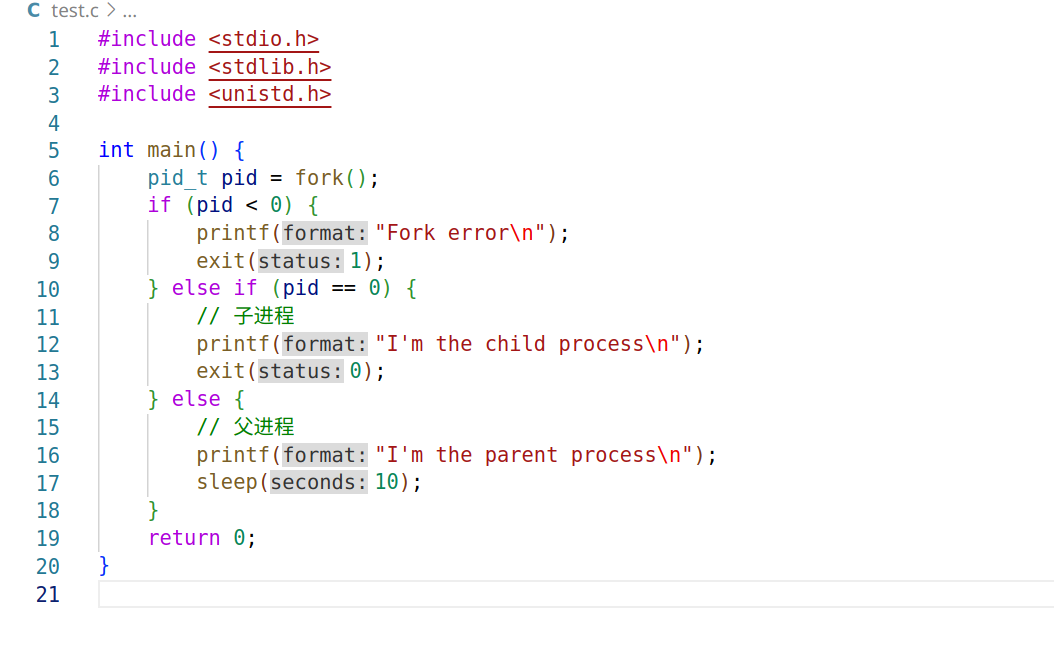 C test.c > ...
1 #include <stdio.h>
2 #include <stdlib.h>
3 #include <unistd.h>
4
5 int main() {
6     pid_t pid = fork();
7     if (pid < 0) {
8         printf(format: "Fork error\n");
9         exit(status: 1);
10     } else if (pid == 0) {
11         // 子进程
12         printf(format: "I'm the child process\n");
13         exit(status: 0);
14     } else {
15         // 父进程
16         printf(format: "I'm the parent process\n");
17         sleep(seconds: 10);
18     }
19     return 0;
20 }
21